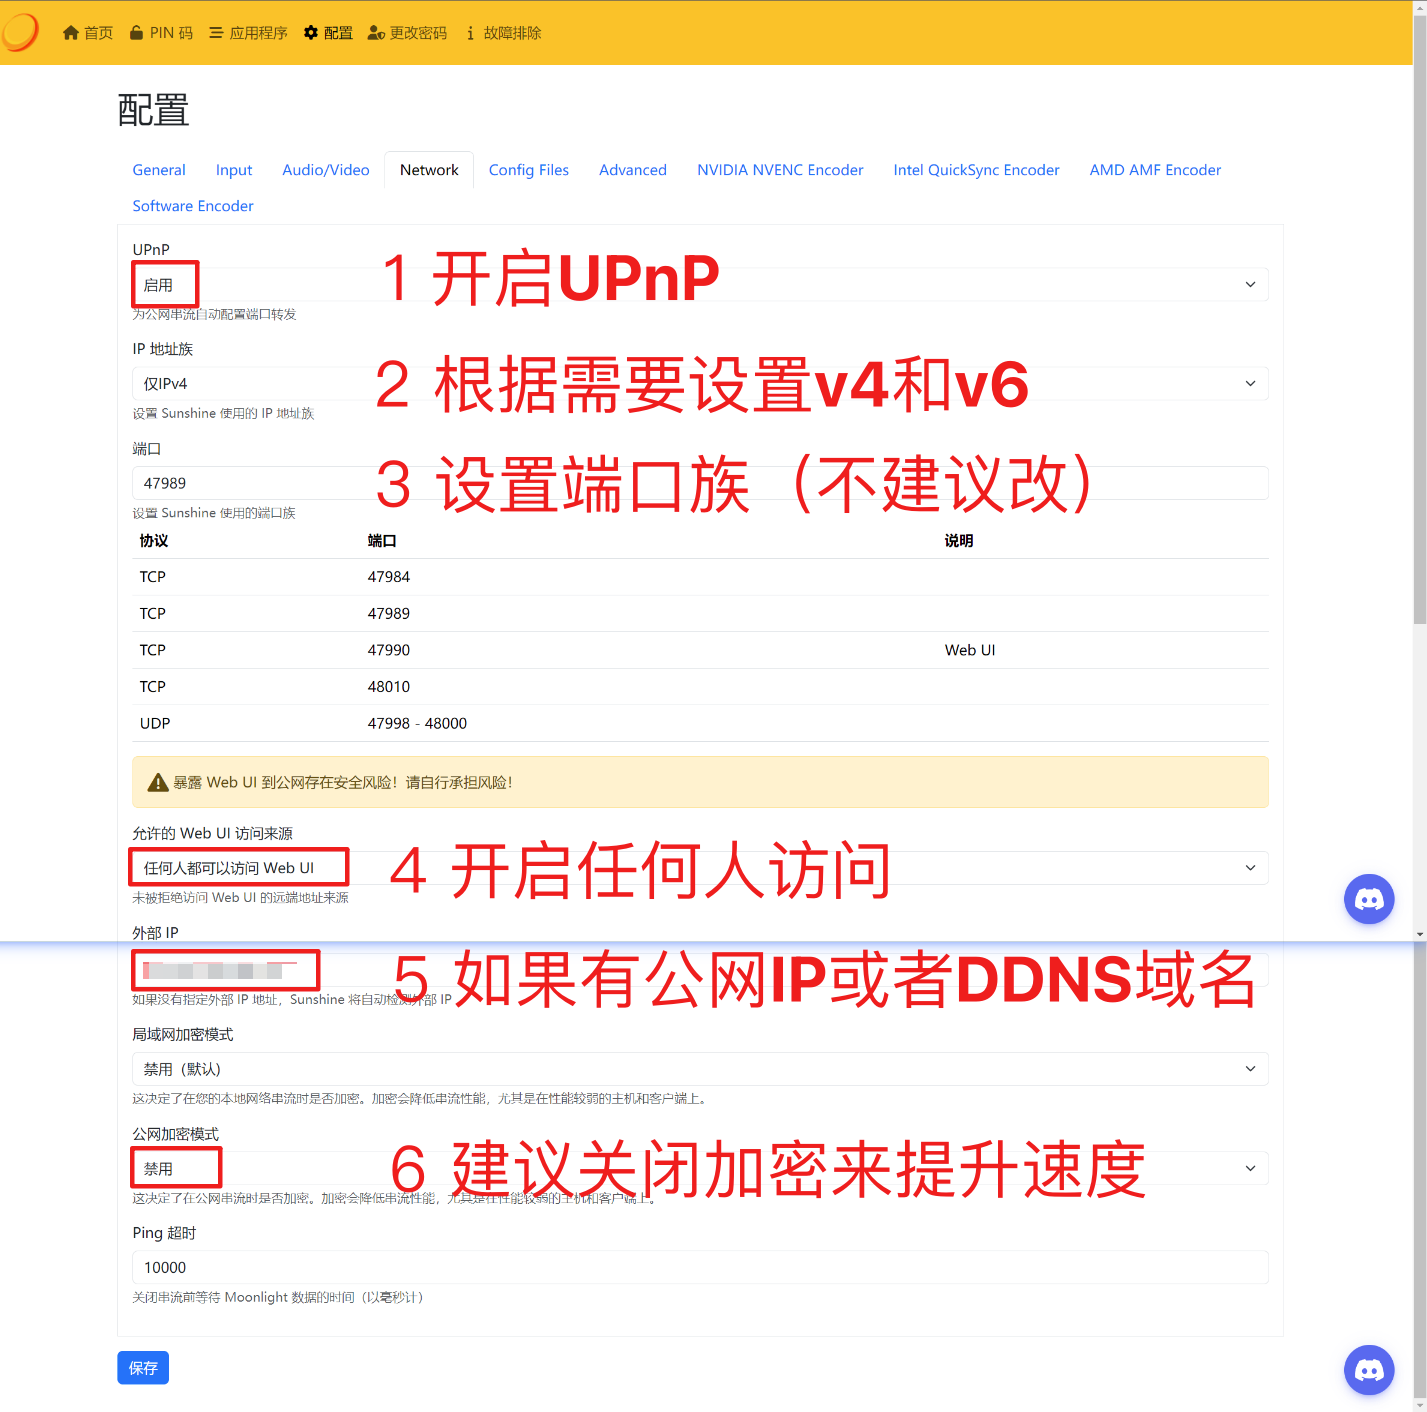 首页 PIN 码 应用程序 配置 更改密码 故障排除
配置
General Input Audio/Video Network Config Files Advanced NVIDIA NVENC Encoder Intel QuickSync Encoder AMD AMF Encoder
Software Encoder
UPnP
启用
1 开启UPnP
为公网串流自动配置端口转发
IP 地址族
仅IPv4
2 根据需要设置v4和v6
设置 Sunshine 使用的 IP 地址族
端口
47989
3 设置端口族（不建议改）
设置 Sunshine 使用的端口族
协议 端口 说明
TCP 47984
TCP 47989
TCP 47990 Web UI
TCP 48010
UDP 47998 - 48000
暴露 Web UI 到公网存在安全风险！请自行承担风险！
允许的 Web UI 访问来源
任何人都可以访问 Web UI
4 开启任何人访问
未被拒绝访问 Web UI 的远端地址来源
外部 IP
5 如果有公网IP或者DDNS域名
如果没有指定外部 IP 地址，Sunshine 将自动检测外部 IP
局域网加密模式
禁用（默认）
这决定了在您的本地网络串流时是否加密。加密会降低串流性能，尤其是在性能较弱的主机和客户端上。
公网加密模式
禁用
6 建议关闭加密来提升速度
这决定了在公网串流时是否加密。加密会降低串流性能，尤其是在性能较弱的主机和客户端上。
Ping 超时
10000
关闭串流前等待 Moonlight 数据的时间（以毫秒计）
保存